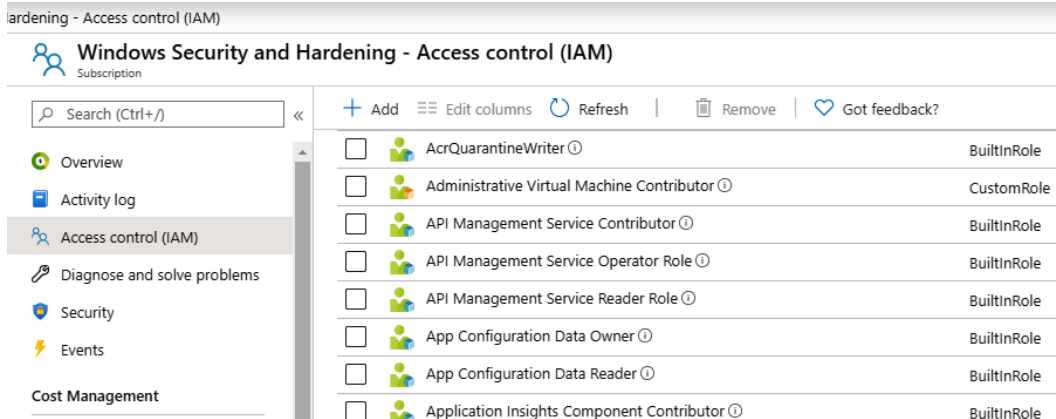 ardening - Access control (IAM)
Windows Security and Hardening - Access control (IAM)
Subscription
Search (Ctrl+/)
«
Add Edit columns Refresh Remove Got feedback?
Overview
Activity log
Access control (IAM)
Diagnose and solve problems
Security
Events
Cost Management
AcrQuarantineWriter BuiltInRole
Administrative Virtual Machine Contributor CustomRole
API Management Service Contributor BuiltInRole
API Management Service Operator Role BuiltInRole
API Management Service Reader Role BuiltInRole
App Configuration Data Owner BuiltInRole
App Configuration Data Reader BuiltInRole
Application Insights Component Contributor BuiltInRole